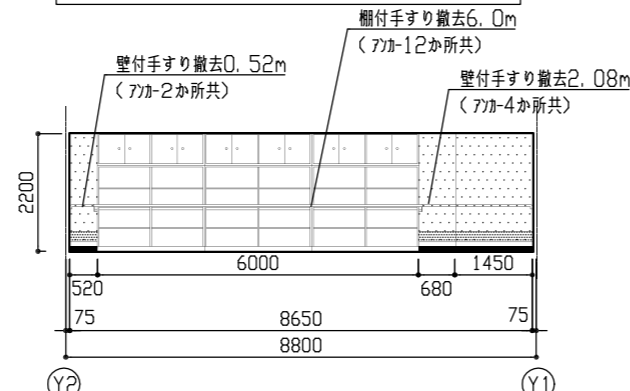 棚付手すり撤去6.0m
(ｱﾝｶｰ12か所共)
壁付手すり撤去0.52m
(ｱﾝｶｰ2か所共)
壁付手すり撤去2.08m
(ｱﾝｶｰ4か所共)
2200
6000
1450
520
680
75
8650
75
8800
Y2
Y1